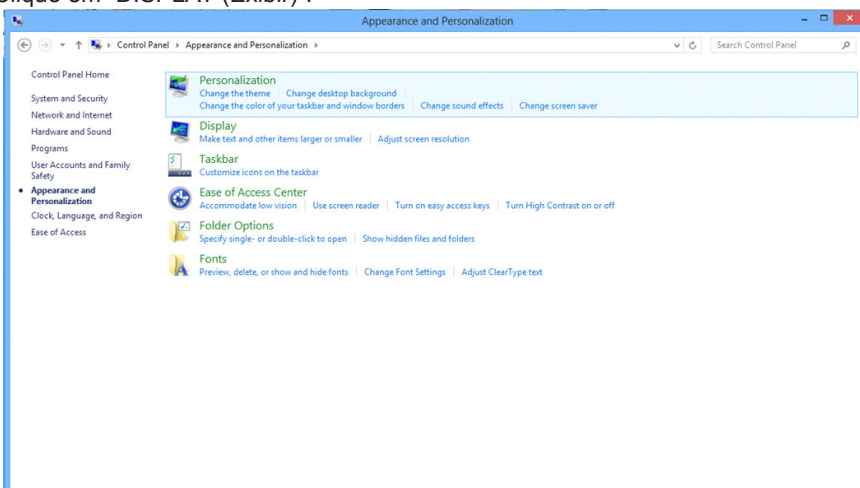 Clique em "DISPLAY (Exibir)".
Appearance and Personalization
Control Panel Appearance and Personalization
Search Control Panel
Control Panel Home
System and Security
Network and Internet
Hardware and Sound
Programs
User Accounts and Family
Safety
Appearance and
Personalization
Clock, Language, and Region
Ease of Access
Personalization
Change the theme Change desktop background
Change the color of your taskbar and window borders Change sound effects Change screen saver
Display
Make text and other items larger or smaller Adjust screen resolution
Taskbar
Customize icons on the taskbar
Ease of Access Center
Accommodate low vision Use screen reader Turn on easy access keys Turn High Contrast on or off
Folder Options
Specify single- or double-click to open Show hidden files and folders
Fonts
Preview, delete, or show and hide fonts Change Font Settings Adjust ClearType text